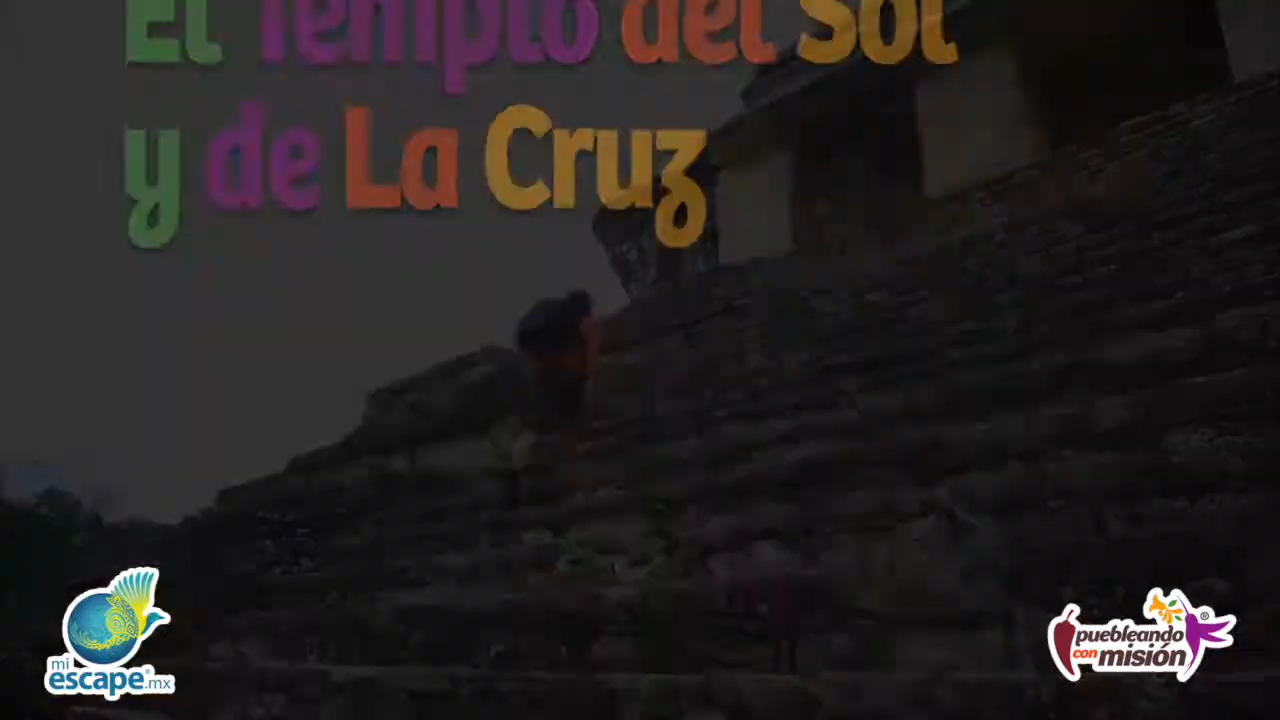 El Templo del Sol
y de La Cruz
mi
escape.mx
puebleando
con misión